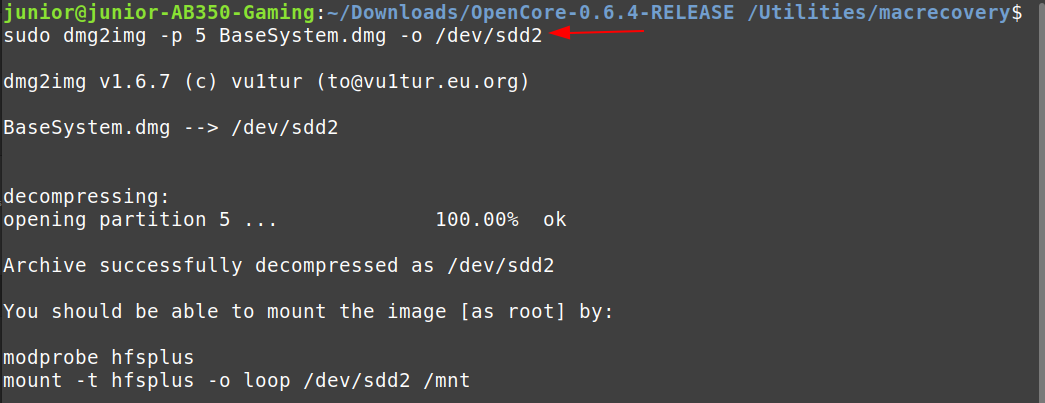 junior@junior-AB350-Gaming:~/Downloads/OpenCore-0.6.4-RELEASE /Utilities/macrecovery$
sudo dmg2img -p 5 BaseSystem.dmg -o /dev/sdd2
dmg2img v1.6.7 (c) vu1tur (to@vu1tur.eu.org)
BaseSystem.dmg --> /dev/sdd2
decompressing:
opening partition 5 ...             100.00%  ok
Archive successfully decompressed as /dev/sdd2
You should be able to mount the image [as root] by:
modprobe hfsplus
mount -t hfsplus -o loop /dev/sdd2 /mnt